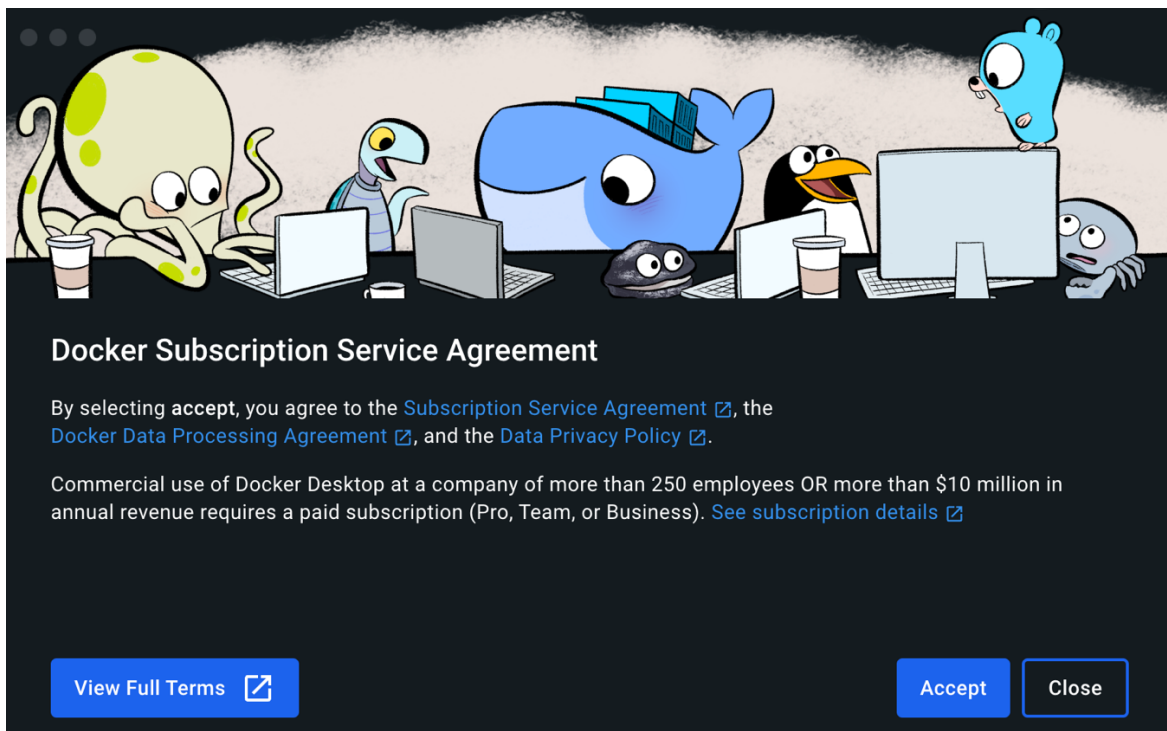 Docker Subscription Service Agreement
By selecting accept, you agree to the Subscription Service Agreement, the
Docker Data Processing Agreement, and the Data Privacy Policy.
Commercial use of Docker Desktop at a company of more than 250 employees OR more than $10 million in
annual revenue requires a paid subscription (Pro, Team, or Business). See subscription details
View Full Terms
Accept
Close